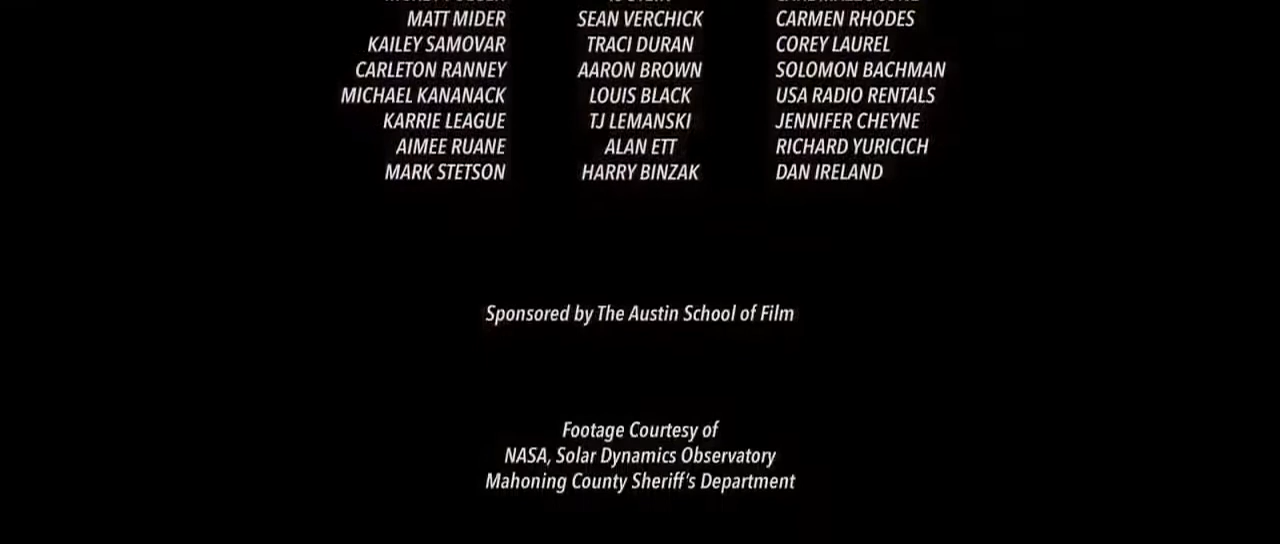 MATT MIDER SEAN VERCHICK CARMEN RHODES
KAILEY SAMOVAR TRACI DURAN COREY LAUREL
CARLETON RANNEY AARON BROWN SOLOMON BACHMAN
MICHAEL KANANACK LOUIS BLACK USA RADIO RENTALS
KARRIE LEAGUE TJ LEMANSKI JENNIFER CHEYNE
AIMEE RUANE ALAN ETT RICHARD YURICICH
MARK STETSON HARRY BINZAK DAN IRELAND
Sponsored by The Austin School of Film
Footage Courtesy of
NASA, Solar Dynamics Observatory
Mahoning County Sheriff's Department